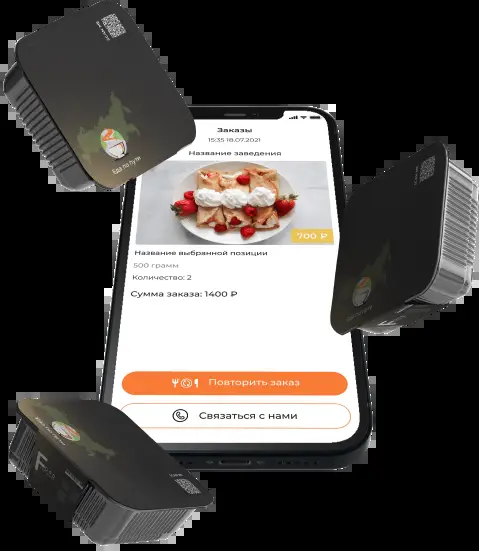 Еда по пути
Заказы
15:35 18.07.2021
Название заведения
700 ₽
Название выбранной позиции
500 грамм
Количество: 2
Сумма заказа: 1400 ₽
Повторить заказ
Связаться с нами